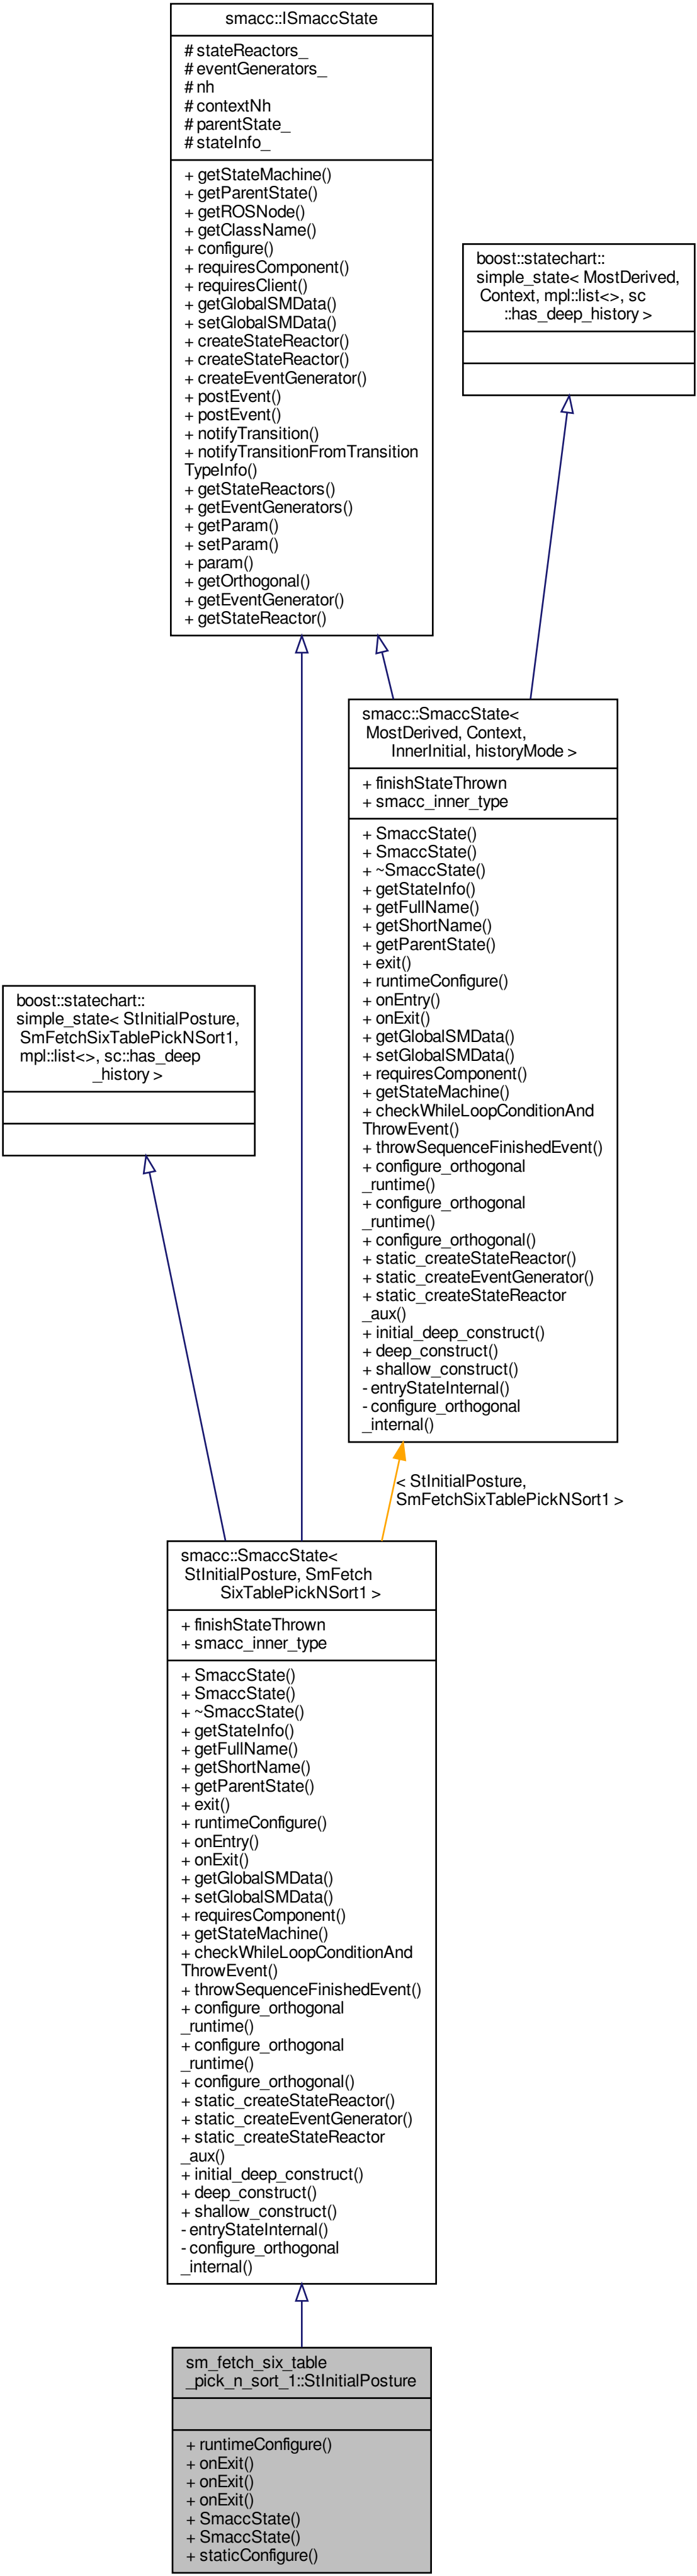 smacc::ISmaccState
# stateReactors_
# eventGenerators_
# nh
# contextNh
# parentState_
# stateInfo_
+ getStateMachine()
+ getParentState()
+ getROSNode()
+ getClassName()
+ configure()
+ requiresComponent()
+ requiresClient()
+ getGlobalSMData()
+ setGlobalSMData()
+ createStateReactor()
+ createStateReactor()
+ createEventGenerator()
+ postEvent()
+ postEvent()
+ notifyTransition()
+ notifyTransitionFromTransition
TypeInfo()
+ getStateReactors()
+ getEventGenerators()
+ getParam()
+ setParam()
+ param()
+ getOrthogonal()
+ getEventGenerator()
+ getStateReactor()
boost::statechart::
simple_state< MostDerived,
Context, mpl::list<>, sc
::has_deep_history >
smacc::SmaccState<
MostDerived, Context,
InnerInitial, historyMode >
+ finishStateThrown
+ smacc_inner_type
+ SmaccState()
+ SmaccState()
+ ~SmaccState()
+ getStateInfo()
+ getFullName()
+ getShortName()
+ getParentState()
+ exit()
+ runtimeConfigure()
+ onEntry()
+ onExit()
+ getGlobalSMData()
+ setGlobalSMData()
+ requiresComponent()
+ getStateMachine()
+ checkWhileLoopConditionAnd
ThrowEvent()
+ throwSequenceFinishedEvent()
+ configure_orthogonal
_runtime()
+ configure_orthogonal
_runtime()
+ configure_orthogonal()
+ static_createStateReactor()
+ static_createEventGenerator()
+ static_createStateReactor
_aux()
+ initial_deep_construct()
+ deep_construct()
+ shallow_construct()
- entryStateInternal()
- configure_orthogonal
_internal()
boost::statechart::
simple_state< StInitialPosture,
SmFetchSixTablePickNSort1,
mpl::list<>, sc::has_deep
_history >
< StInitialPosture,
SmFetchSixTablePickNSort1 >
smacc::SmaccState<
StInitialPosture, SmFetch
SixTablePickNSort1 >
+ finishStateThrown
+ smacc_inner_type
+ SmaccState()
+ SmaccState()
+ ~SmaccState()
+ getStateInfo()
+ getFullName()
+ getShortName()
+ getParentState()
+ exit()
+ runtimeConfigure()
+ onEntry()
+ onExit()
+ getGlobalSMData()
+ setGlobalSMData()
+ requiresComponent()
+ getStateMachine()
+ checkWhileLoopConditionAnd
ThrowEvent()
+ throwSequenceFinishedEvent()
+ configure_orthogonal
_runtime()
+ configure_orthogonal
_runtime()
+ configure_orthogonal()
+ static_createStateReactor()
+ static_createEventGenerator()
+ static_createStateReactor
_aux()
+ initial_deep_construct()
+ deep_construct()
+ shallow_construct()
- entryStateInternal()
- configure_orthogonal
_internal()
sm_fetch_six_table
_pick_n_sort_1::StInitialPosture
+ runtimeConfigure()
+ onExit()
+ onExit()
+ onExit()
+ SmaccState()
+ SmaccState()
+ staticConfigure()